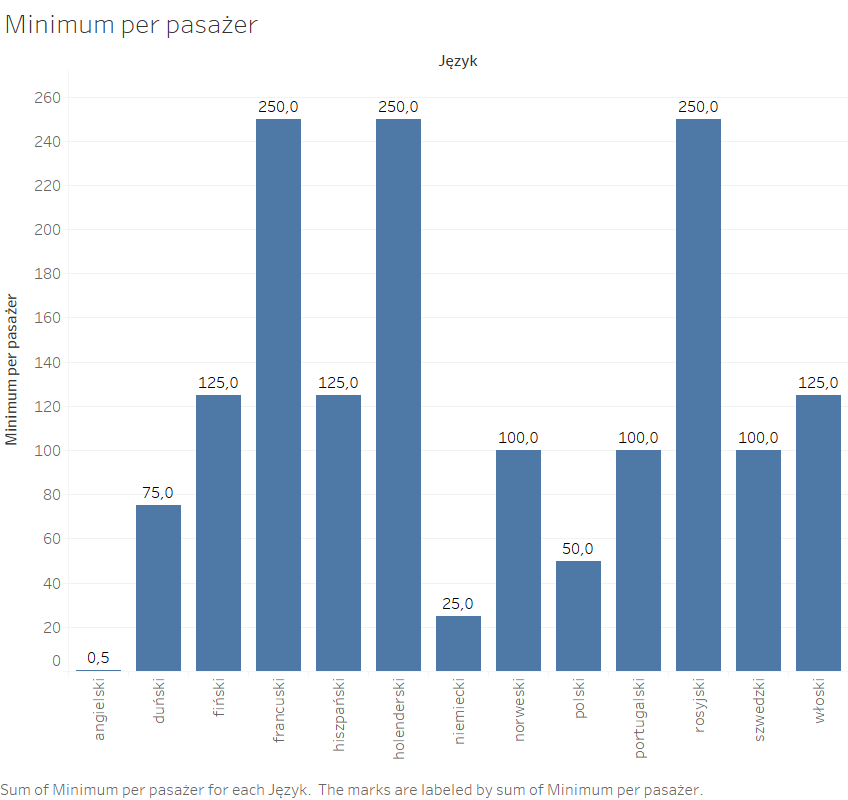 Minimum per pasażer
Język
Minimum per pasażer
260
240
220
200
180
160
140
120
100
80
60
40
20
0
0,5
75,0
125,0
250,0
125,0
250,0
25,0
100,0
50,0
100,0
250,0
100,0
125,0
angielski
duński
fiński
francuski
hiszpański
holenderski
niemiecki
norweski
polski
portugalski
rosyjski
szwedzki
włoski
Sum of Minimum per pasażer for each Język. The marks are labeled by sum of Minimum per pasażer.